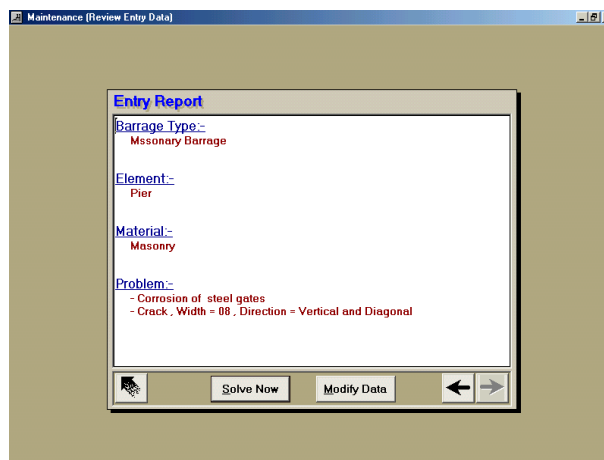 Maintenance (Review Entry Data)
Entry Report
Barrage Type:-
Mssonary Barrage
Element:-
Pier
Material:-
Masonry
Problem:-
- Corrosion of steel gates
- Crack , Width = 08 , Direction = Vertical and Diagonal
Solve Now
Modify Data